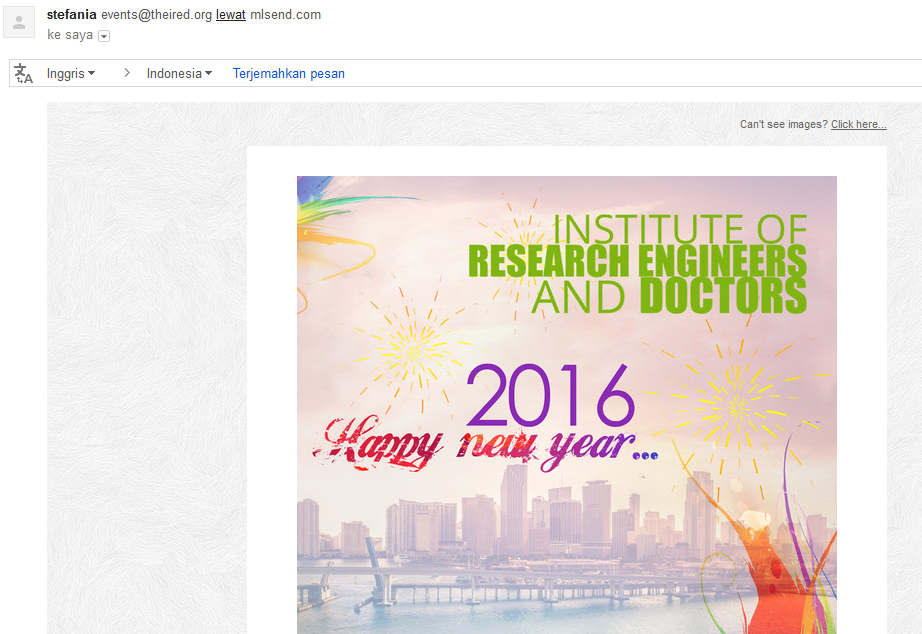 stefania events@theired.org lewat mlsend.com
ke saya
Inggris > Indonesia Terjemahkan pesan
Can't see images? Click here...
INSTITUTE OF
RESEARCH ENGINEERS
AND DOCTORS
2016
Happy new year...